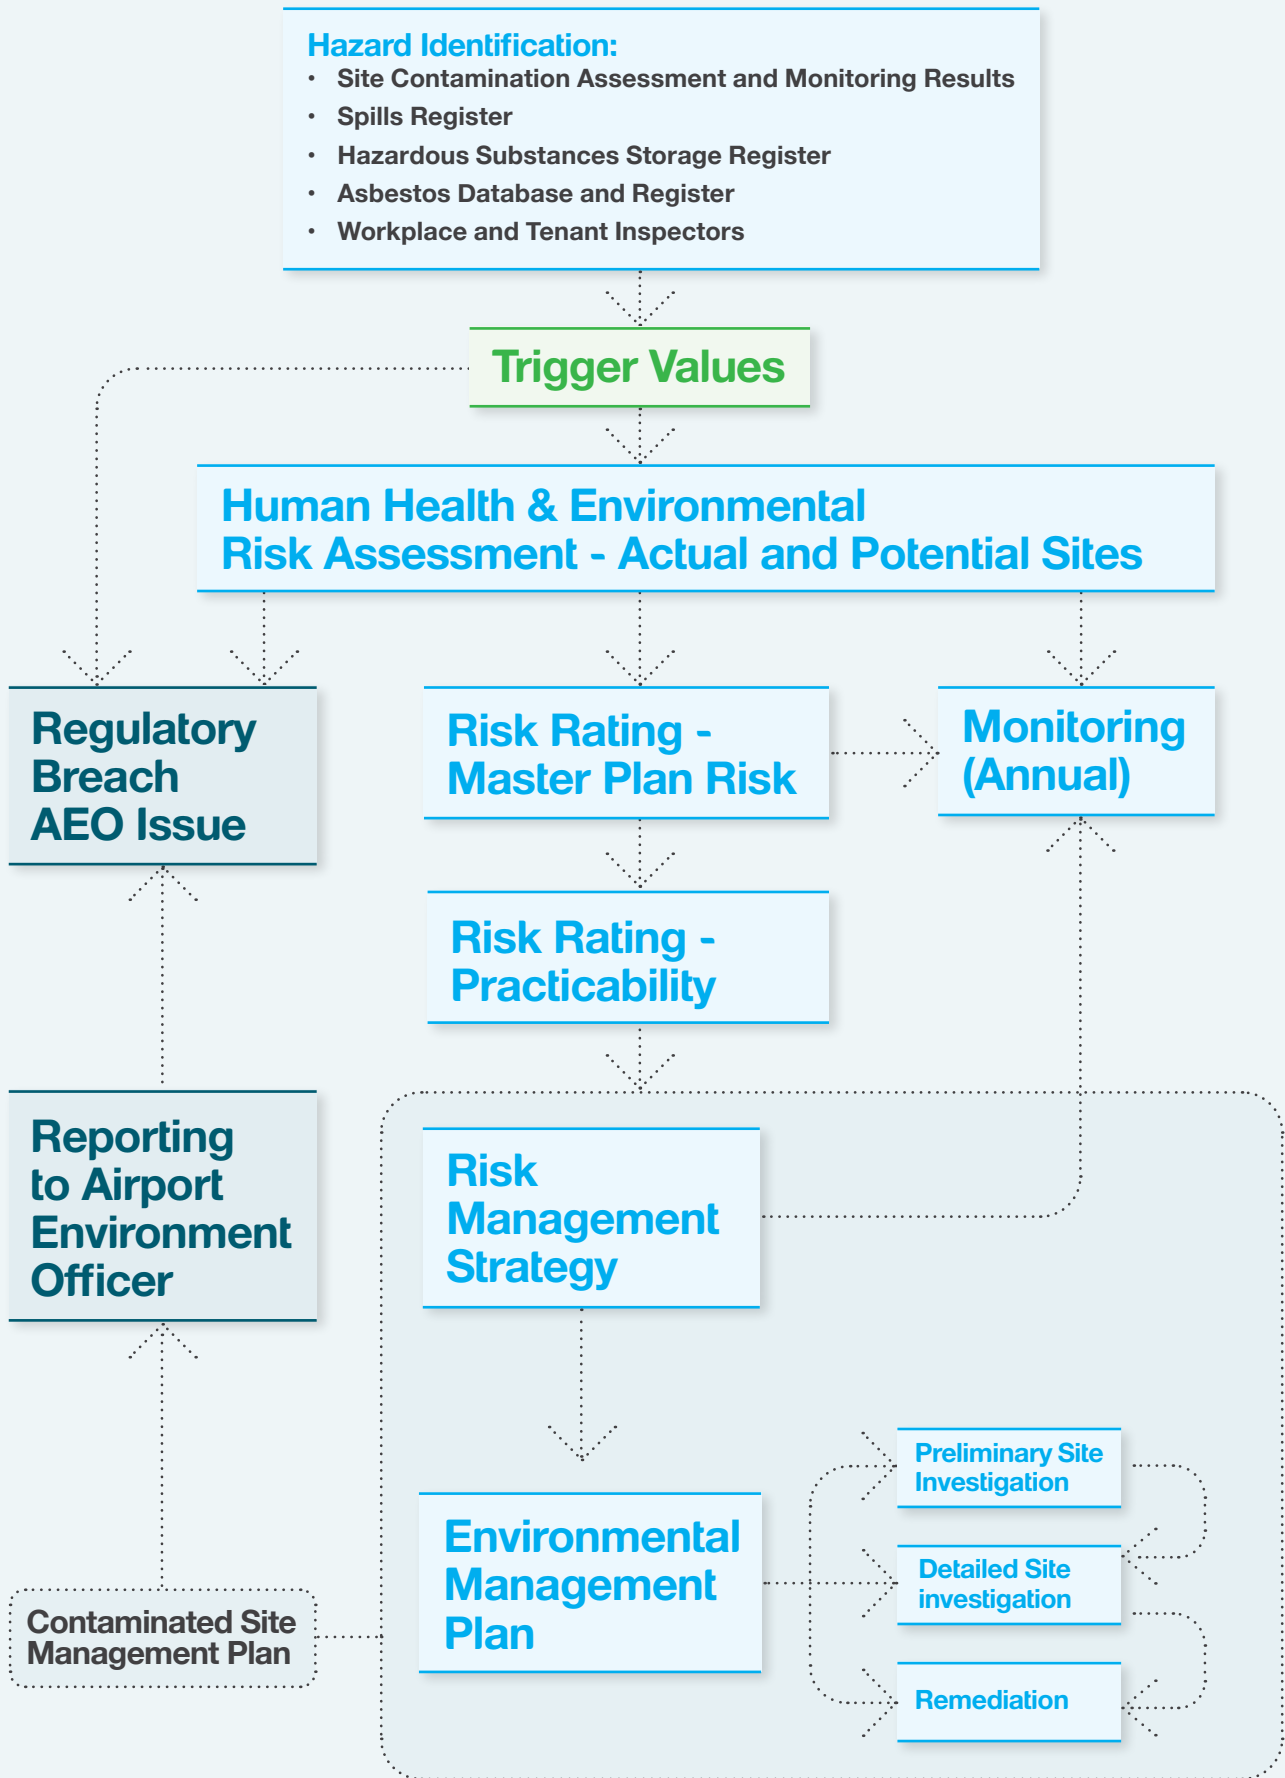 Hazard Identification:
• Site Contamination Assessment and Monitoring Results
• Spills Register
• Hazardous Substances Storage Register
• Asbestos Database and Register
• Workplace and Tenant Inspectors
Trigger Values
Human Health & Environmental
Risk Assessment - Actual and Potential Sites
Regulatory
Breach
AEO Issue
Risk Rating -
Master Plan Risk
Monitoring
(Annual)
Risk Rating -
Practicability
Reporting
to Airport
Environment
Officer
Risk
Management
Strategy
Environmental
Management
Plan
Preliminary Site
Investigation
Detailed Site
investigation
Remediation
Contaminated Site
Management Plan